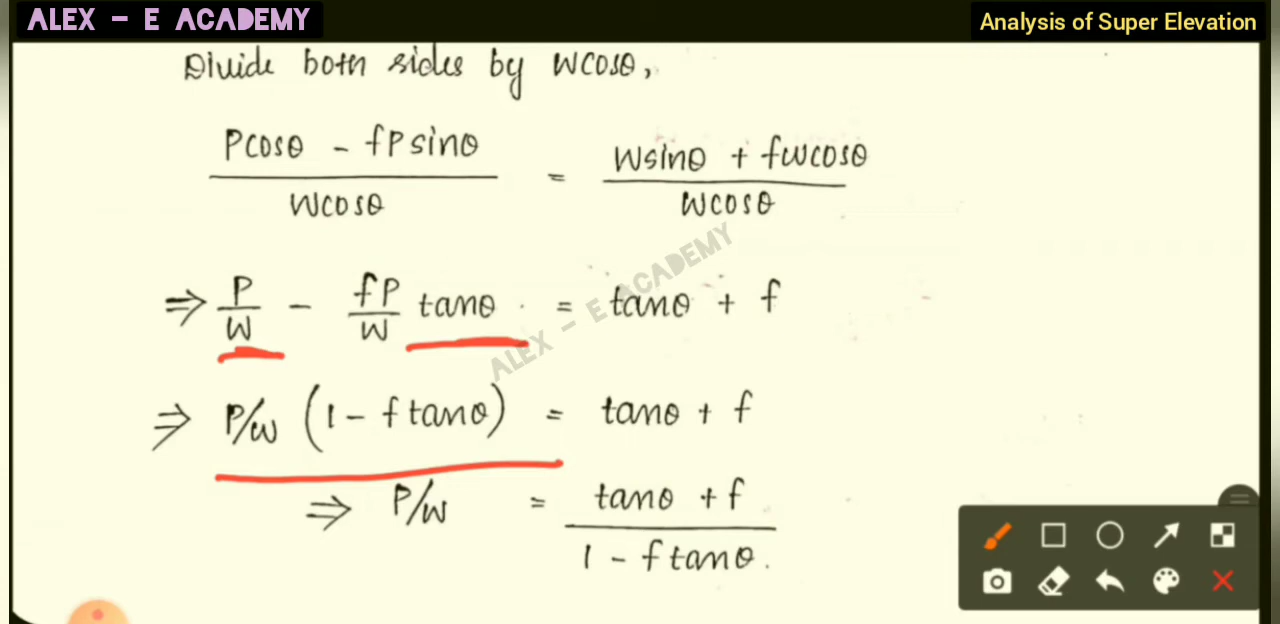 ALEX – E ACADEMY
Analysis of Super Elevation
Divide both sides by Wcosθ,
Pcosθ - fPsinθ / Wcosθ = Wsinθ + fwcosθ / Wcosθ
⇒ P/W - fP/W tanθ = tanθ + f
ALEX – E ACADEMY
⇒ P/W (1 - f tanθ) = tanθ + f
⇒ P/W = tanθ + f / 1 - f tanθ.